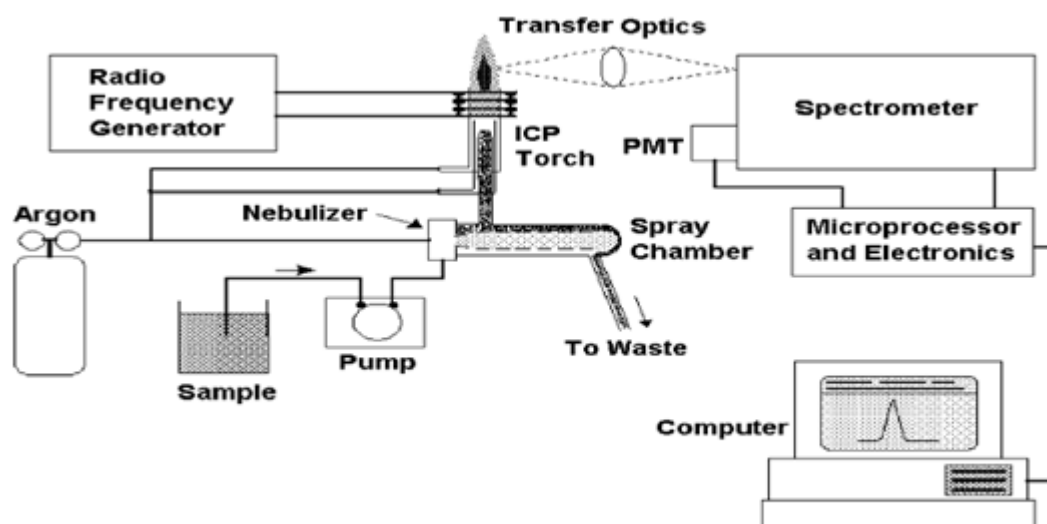 Transfer Optics
Radio
Frequency
Generator
ICP
Torch
PMT
Spectrometer
Argon
Nebulizer
Spray
Chamber
Microprocessor
and Electronics
Sample
Pump
To Waste
Computer